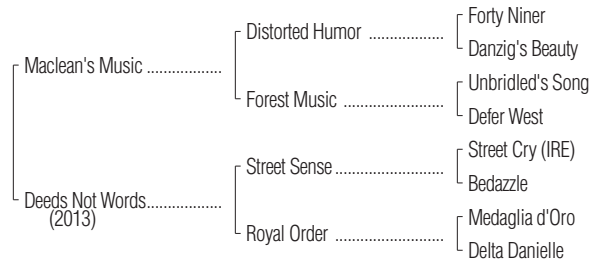 Forty Niner
Distorted Humor ..................
Danzig's Beauty
Maclean's Music ..................
Unbridled's Song
Forest Music ........................
Defer West
Street Cry (IRE)
Street Sense ..........................
Bedazzle
Deeds Not Words..................
(2013)
Medaglia d'Oro
Royal Order ..........................
Delta Danielle